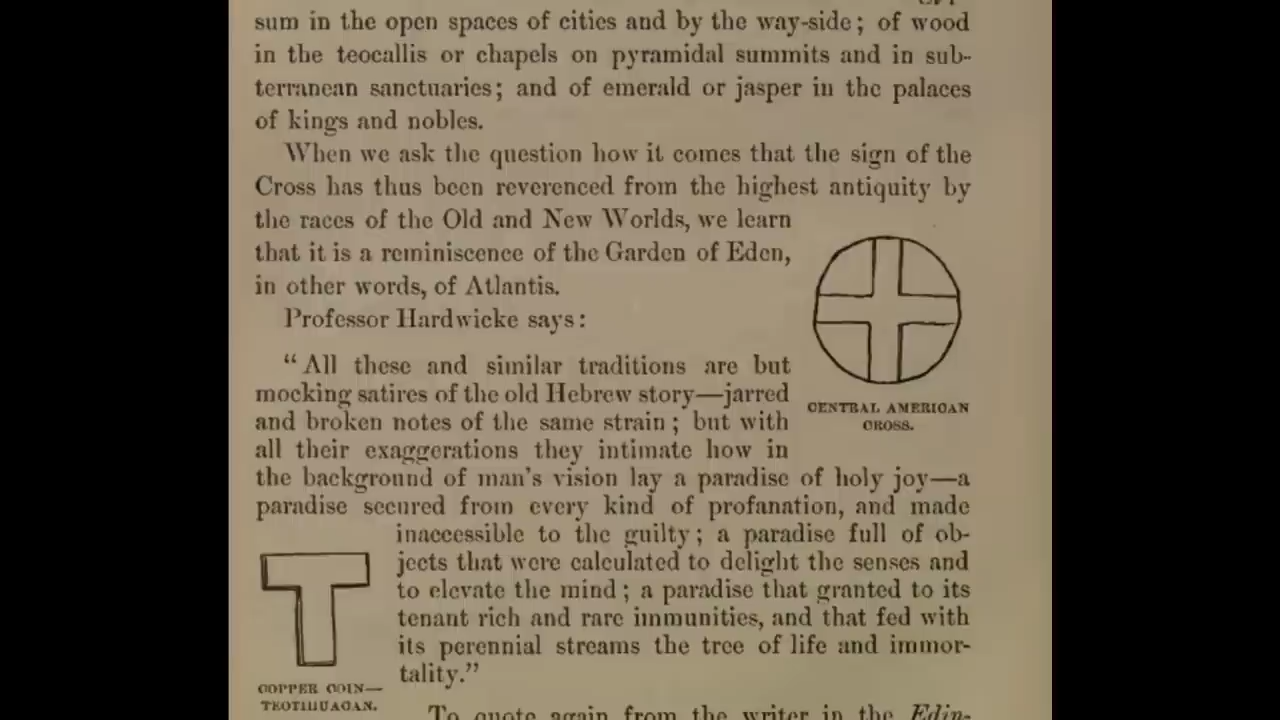 sum in the open spaces of cities and by the way-side; of wood
in the teocallis or chapels on pyramidal summits and in sub-
terranean sanctuaries; and of emerald or jasper in the palaces
of kings and nobles.
When we ask the question how it comes that the sign of the
Cross has thus been reverenced from the highest antiquity by
the races of the Old and New Worlds, we learn
that it is a reminiscence of the Garden of Eden,
in other words, of Atlantis.
Professor Hardwicke says:
"All these and similar traditions are but
mocking satires of the old Hebrew story—jarred
and broken notes of the same strain; but with
all their exaggerations they intimate how in
the background of man's vision lay a paradise of holy joy—a
paradise secured from every kind of profanation, and made
inaccessible to the guilty; a paradise full of ob-
jects that were calculated to delight the senses and
to elevate the mind; a paradise that granted to its
tenant rich and rare immunities, and that fed with
its perennial streams the tree of life and immor-
tality."
CENTRAL AMERICAN
CROSS.
COPPER COIN—
TEOTIHUACAN.
To quote again from the writer in the Edin-